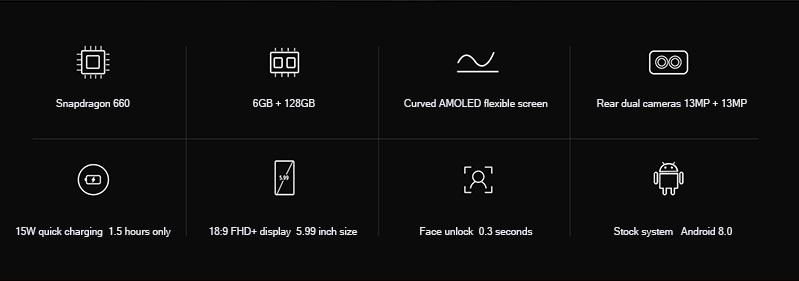 Snapdragon 660
6GB + 128GB
Curved AMOLED flexible screen
Rear dual cameras 13MP + 13MP
5.99
15W quick charging 1.5 hours only
18:9 FHD+ display 5.99 inch size
Face unlock 0.3 seconds
Stock system Android 8.0